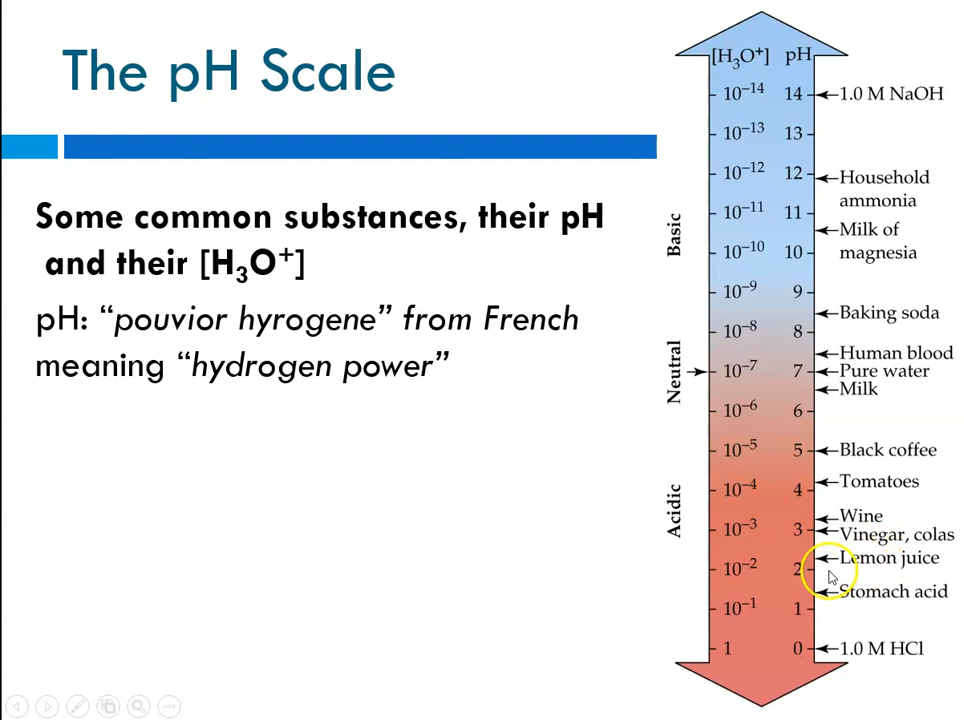 The pH Scale
Some common substances, their pH
and their [H₃O⁺]
pH: “pouvior hyrogene” from French
meaning “hydrogen power”
[H₃O⁺] pH
10⁻¹⁴ 14 1.0 M NaOH
10⁻¹³ 13
10⁻¹² 12 Household
ammonia
10⁻¹¹ 11 Milk of
magnesia
10⁻¹⁰ 10
10⁻⁹ 9
Baking soda
10⁻⁸ 8
Human blood
10⁻⁷ 7 Pure water
Milk
10⁻⁶ 6
10⁻⁵ 5 Black coffee
Tomatoes
10⁻⁴ 4
Wine
10⁻³ 3 Vinegar, colas
Lemon juice
10⁻² 2
Stomach acid
10⁻¹ 1
1 0 1.0 M HCl
Basic
Neutral
Acidic